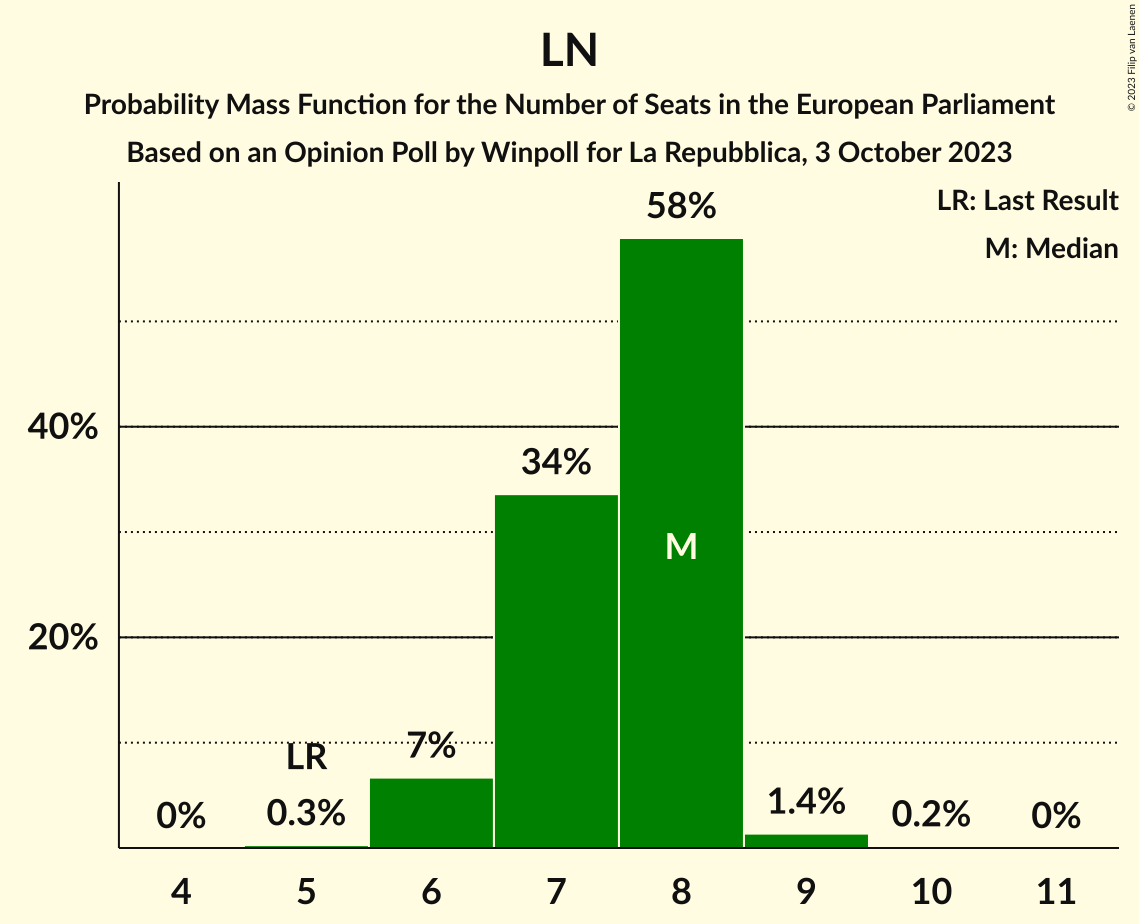 LN
Probability Mass Function for the Number of Seats in the European Parliament
Based on an Opinion Poll by Winpoll for La Repubblica, 3 October 2023
© 2023 Filip van Laenen
LR: Last Result
M: Median
58%
40%
34%
M
20%
LR
7%
0%
0.3%
1.4%
0.2%
0%
4
5
6
7
8
9
10
11